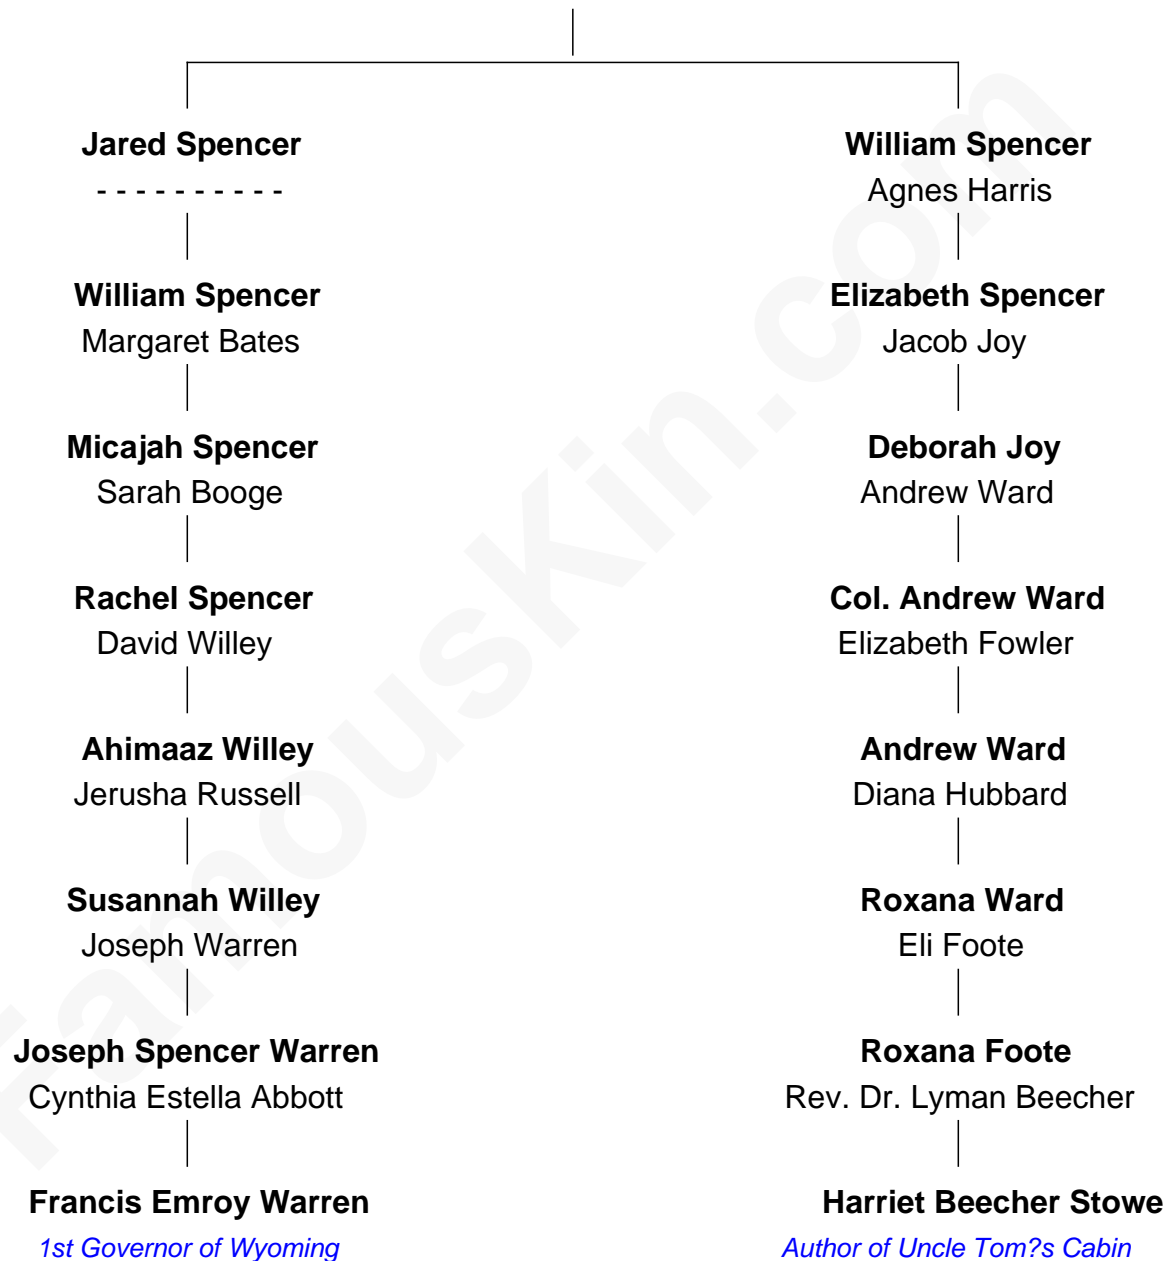 Jared Spencer
- - - - - - - - - -
William Spencer
Margaret Bates
Micajah Spencer
Sarah Booge
Rachel Spencer
David Willey
Ahimaaz Willey
Jerusha Russell
Susannah Willey
Joseph Warren
Joseph Spencer Warren
Cynthia Estella Abbott
Francis Emroy Warren
1st Governor of Wyoming
William Spencer
Agnes Harris
Elizabeth Spencer
Jacob Joy
Deborah Joy
Andrew Ward
Col. Andrew Ward
Elizabeth Fowler
Andrew Ward
Diana Hubbard
Roxana Ward
Eli Foote
Roxana Foote
Rev. Dr. Lyman Beecher
Harriet Beecher Stowe
Author of Uncle Tom?s Cabin
FamousKin.com